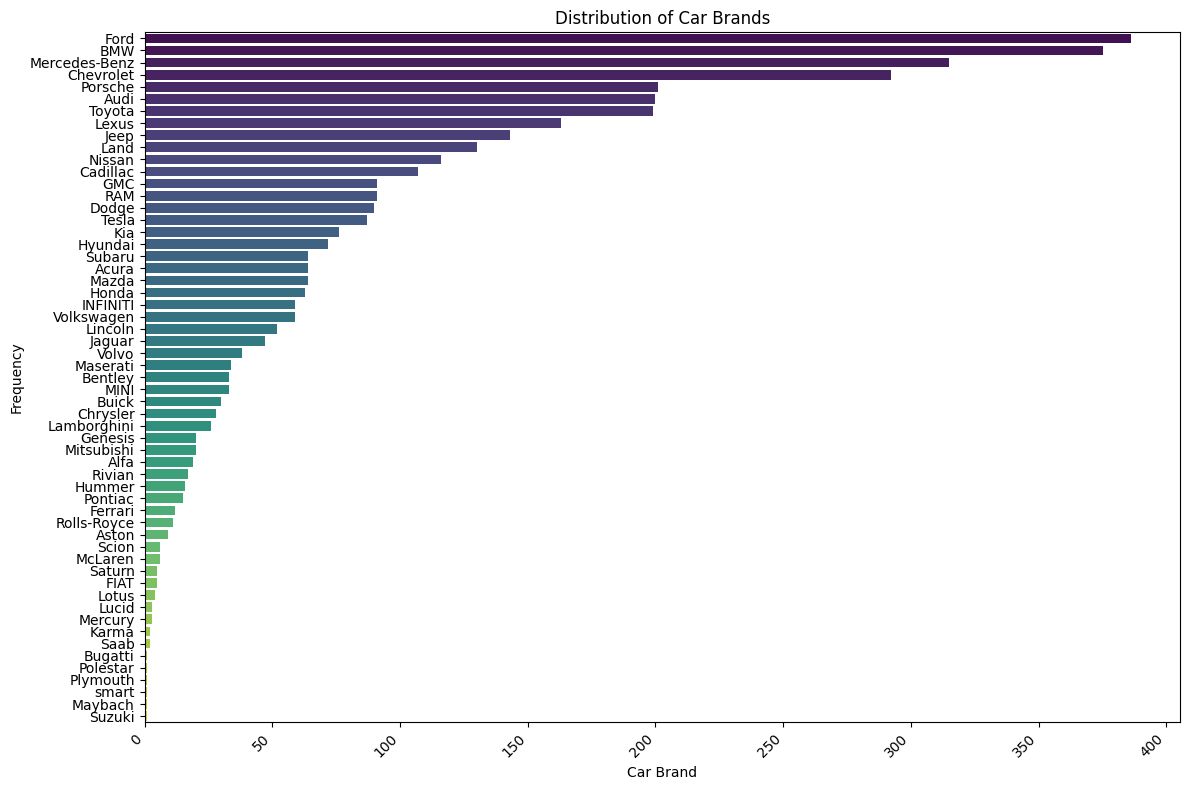 Distribution of Car Brands
Ford
BMW
Mercedes-Benz
Chevrolet
Porsche
Audi
Toyota
Lexus
Jeep
Land
Nissan
Cadillac
GMC
RAM
Dodge
Tesla
Kia
Hyundai
Subaru
Acura
Mazda
Honda
INFINITI
Volkswagen
Lincoln
Jaguar
Volvo
Maserati
Bentley
MINI
Buick
Chrysler
Lamborghini
Genesis
Mitsubishi
Alfa
Rivian
Hummer
Pontiac
Ferrari
Rolls-Royce
Aston
Scion
McLaren
Saturn
FIAT
Lotus
Lucid
Mercury
Karma
Saab
Bugatti
Polestar
Plymouth
smart
Maybach
Suzuki
Frequency
0 50 100 150 200 250 300 350 400
Car Brand